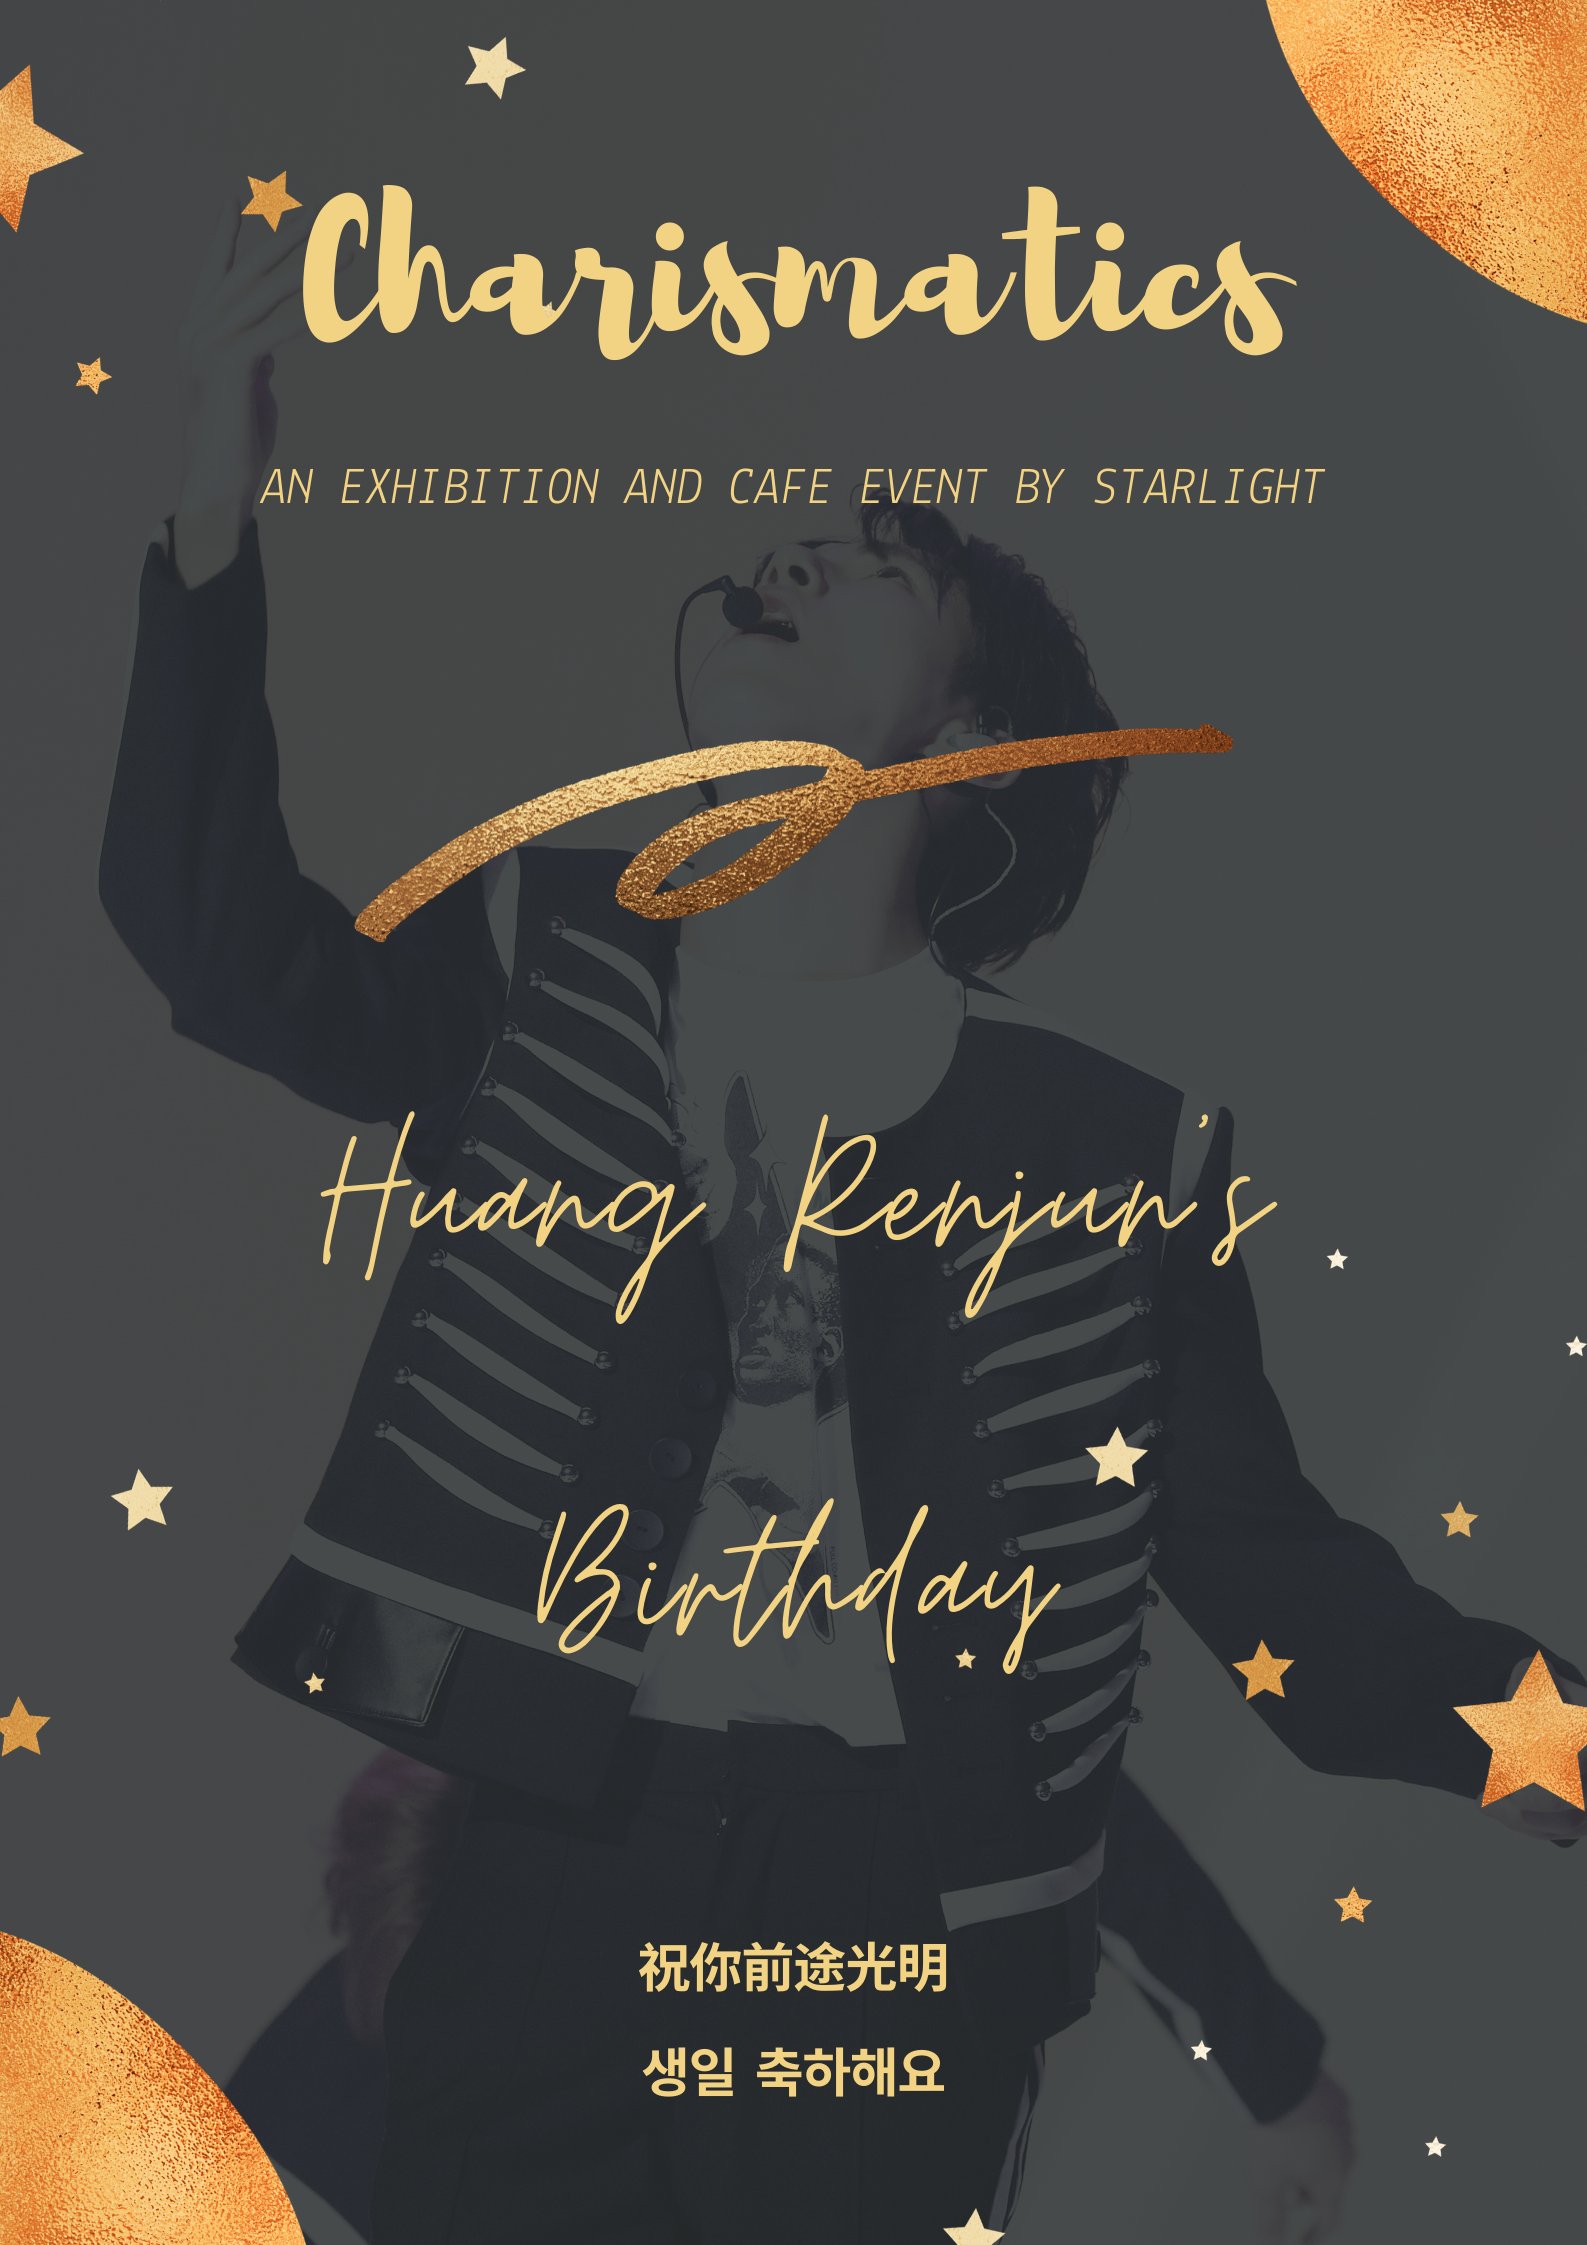 Charismatics
AN EXHIBITION AND CAFE EVENT BY STARLIGHT
Huang Renjun's
Birthday
祝你前途光明
생일 축하해요